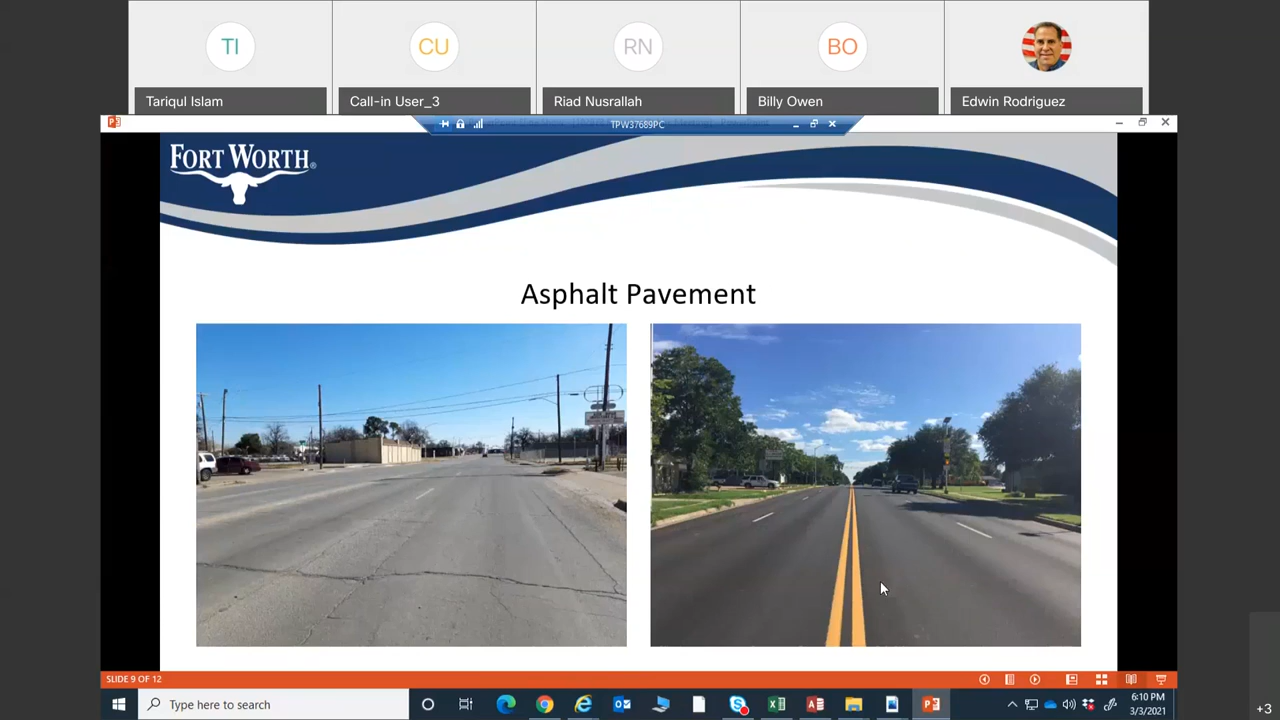 TI
CU
RN
BO
Tariqul Islam
Call-in User_3
Riad Nusrallah
Billy Owen
Edwin Rodriguez
TPW37689PC
FORT WORTH®
Asphalt Pavement
SLIDE 9 OF 12
Type here to search
6:10 PM
3/3/2021
+3